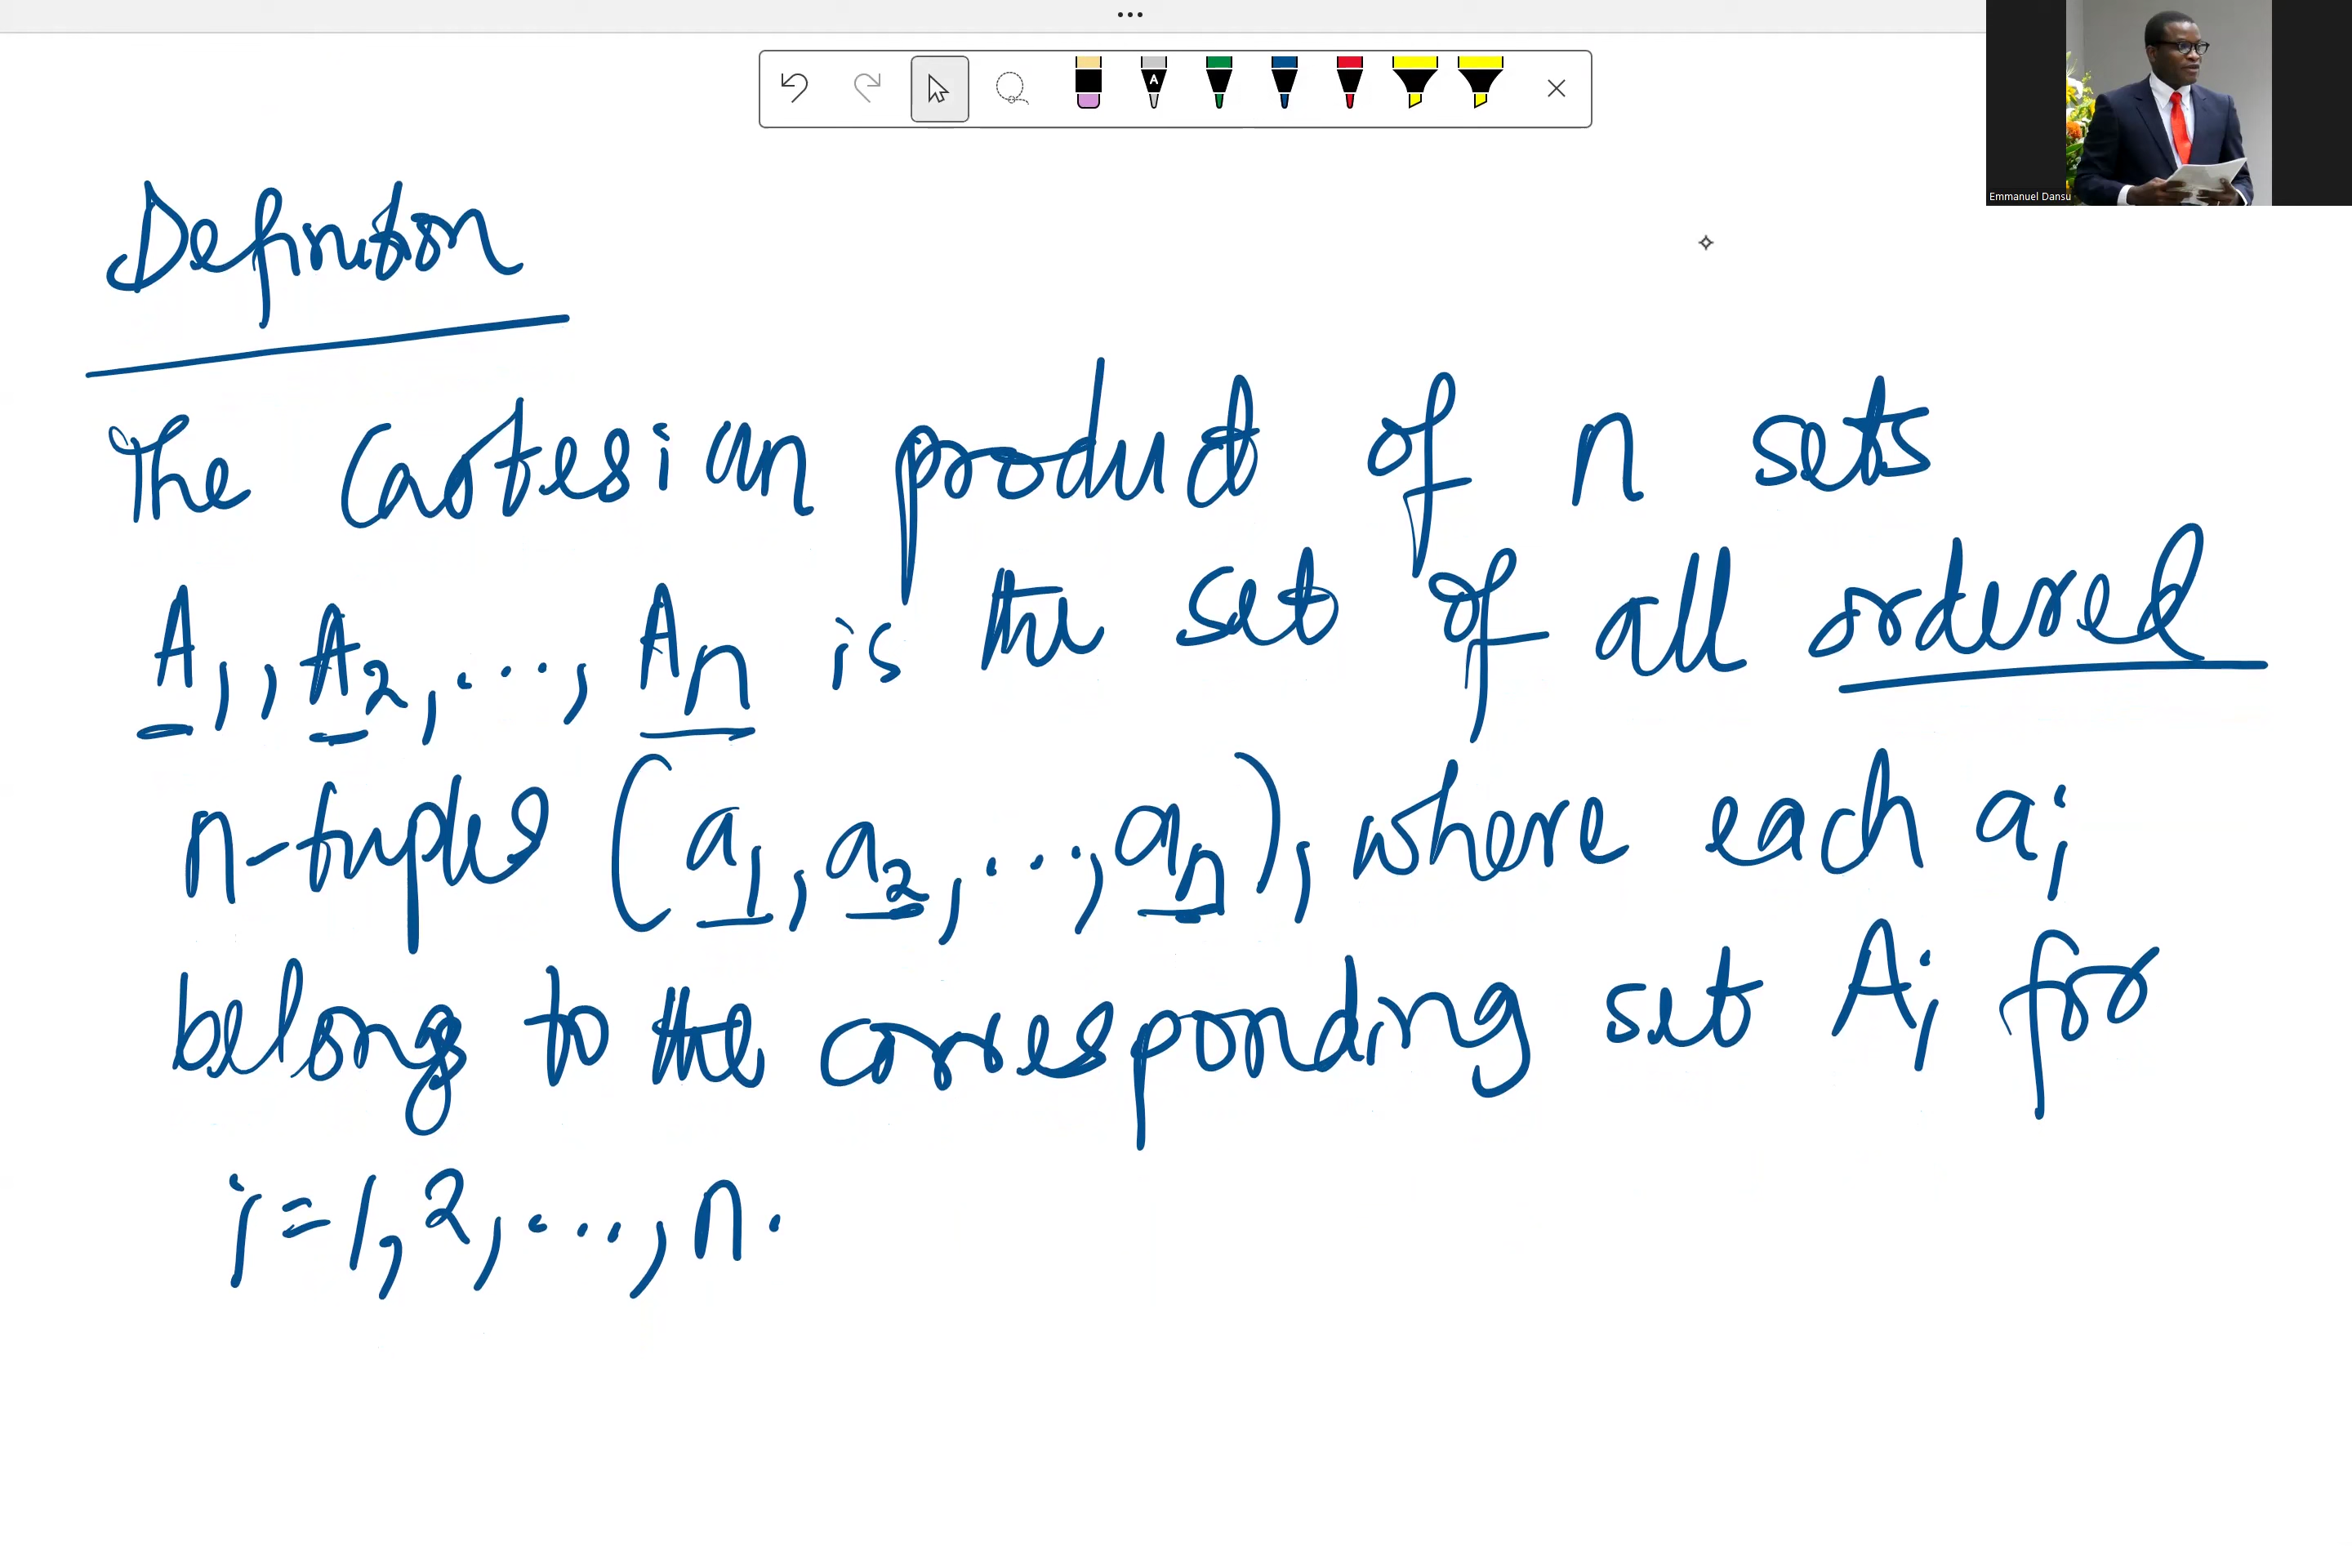 Emmanuel Dansu
Definition
The Cartesian product of n sets
A₁, A₂, ..., Aₙ is the set of all ordered
n-tuples (a₁, a₂, ..., aₙ), where each aᵢ
belongs to the corresponding set Aᵢ for
i = 1, 2, ..., n.